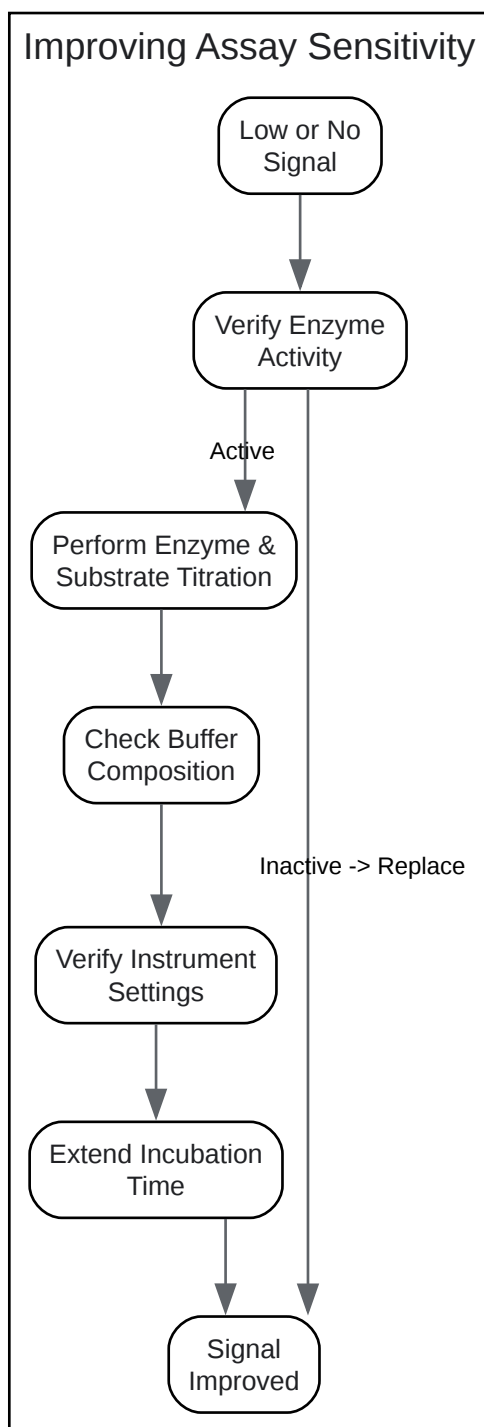 Improving Assay Sensitivity
Low or No
Signal
Verify Enzyme
Activity
Active
Perform Enzyme &
Substrate Titration
Check Buffer
Composition
Inactive -> Replace
Verify Instrument
Settings
Extend Incubation
Time
Signal
Improved